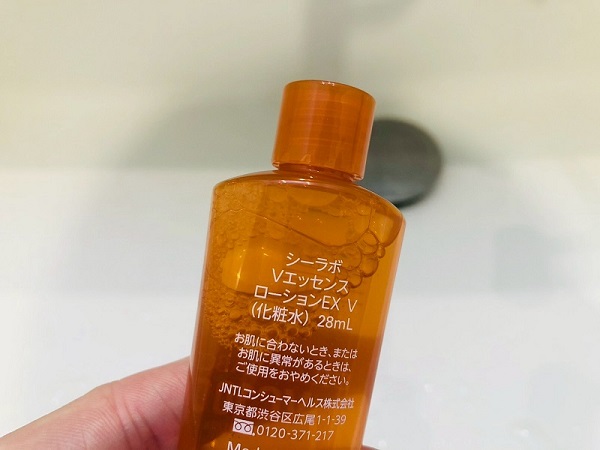 シーラボ
Vエッセンス
ローションEX V
(化粧水) 28mL
お肌に合わないとき、または
お肌に異常があるときは、
ご使用をおやめください。
JNTLコンシューマーヘルス株式会社
東京都渋谷区広尾1-1-39
0120-371-217